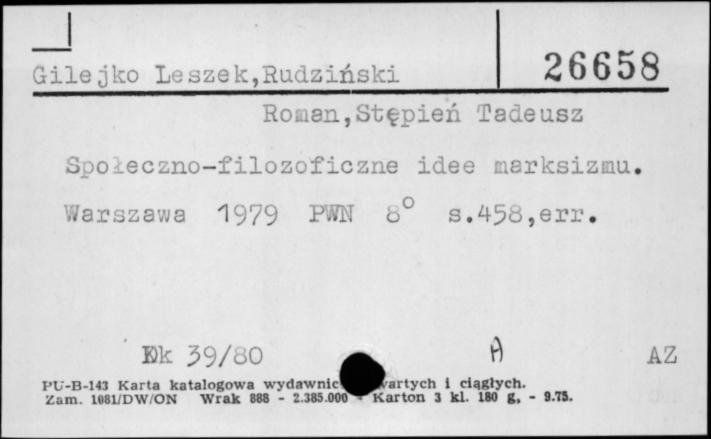 Gilejko Leszek,Rudziński 26658
Roman,Stępień Tadeusz
Społeczno-filozoficzne idee marksizmu.
Warszawa 1979 PWN 8° s.458,err.
Dk 39/80 A AZ
PU-B-143 Karta katalogowa wydawnic wartych i ciągłych.
Zam. 1081/DW/ON Wrak 888 - 2.385.000 - Karton 3 kl. 180 g, - 9.75.